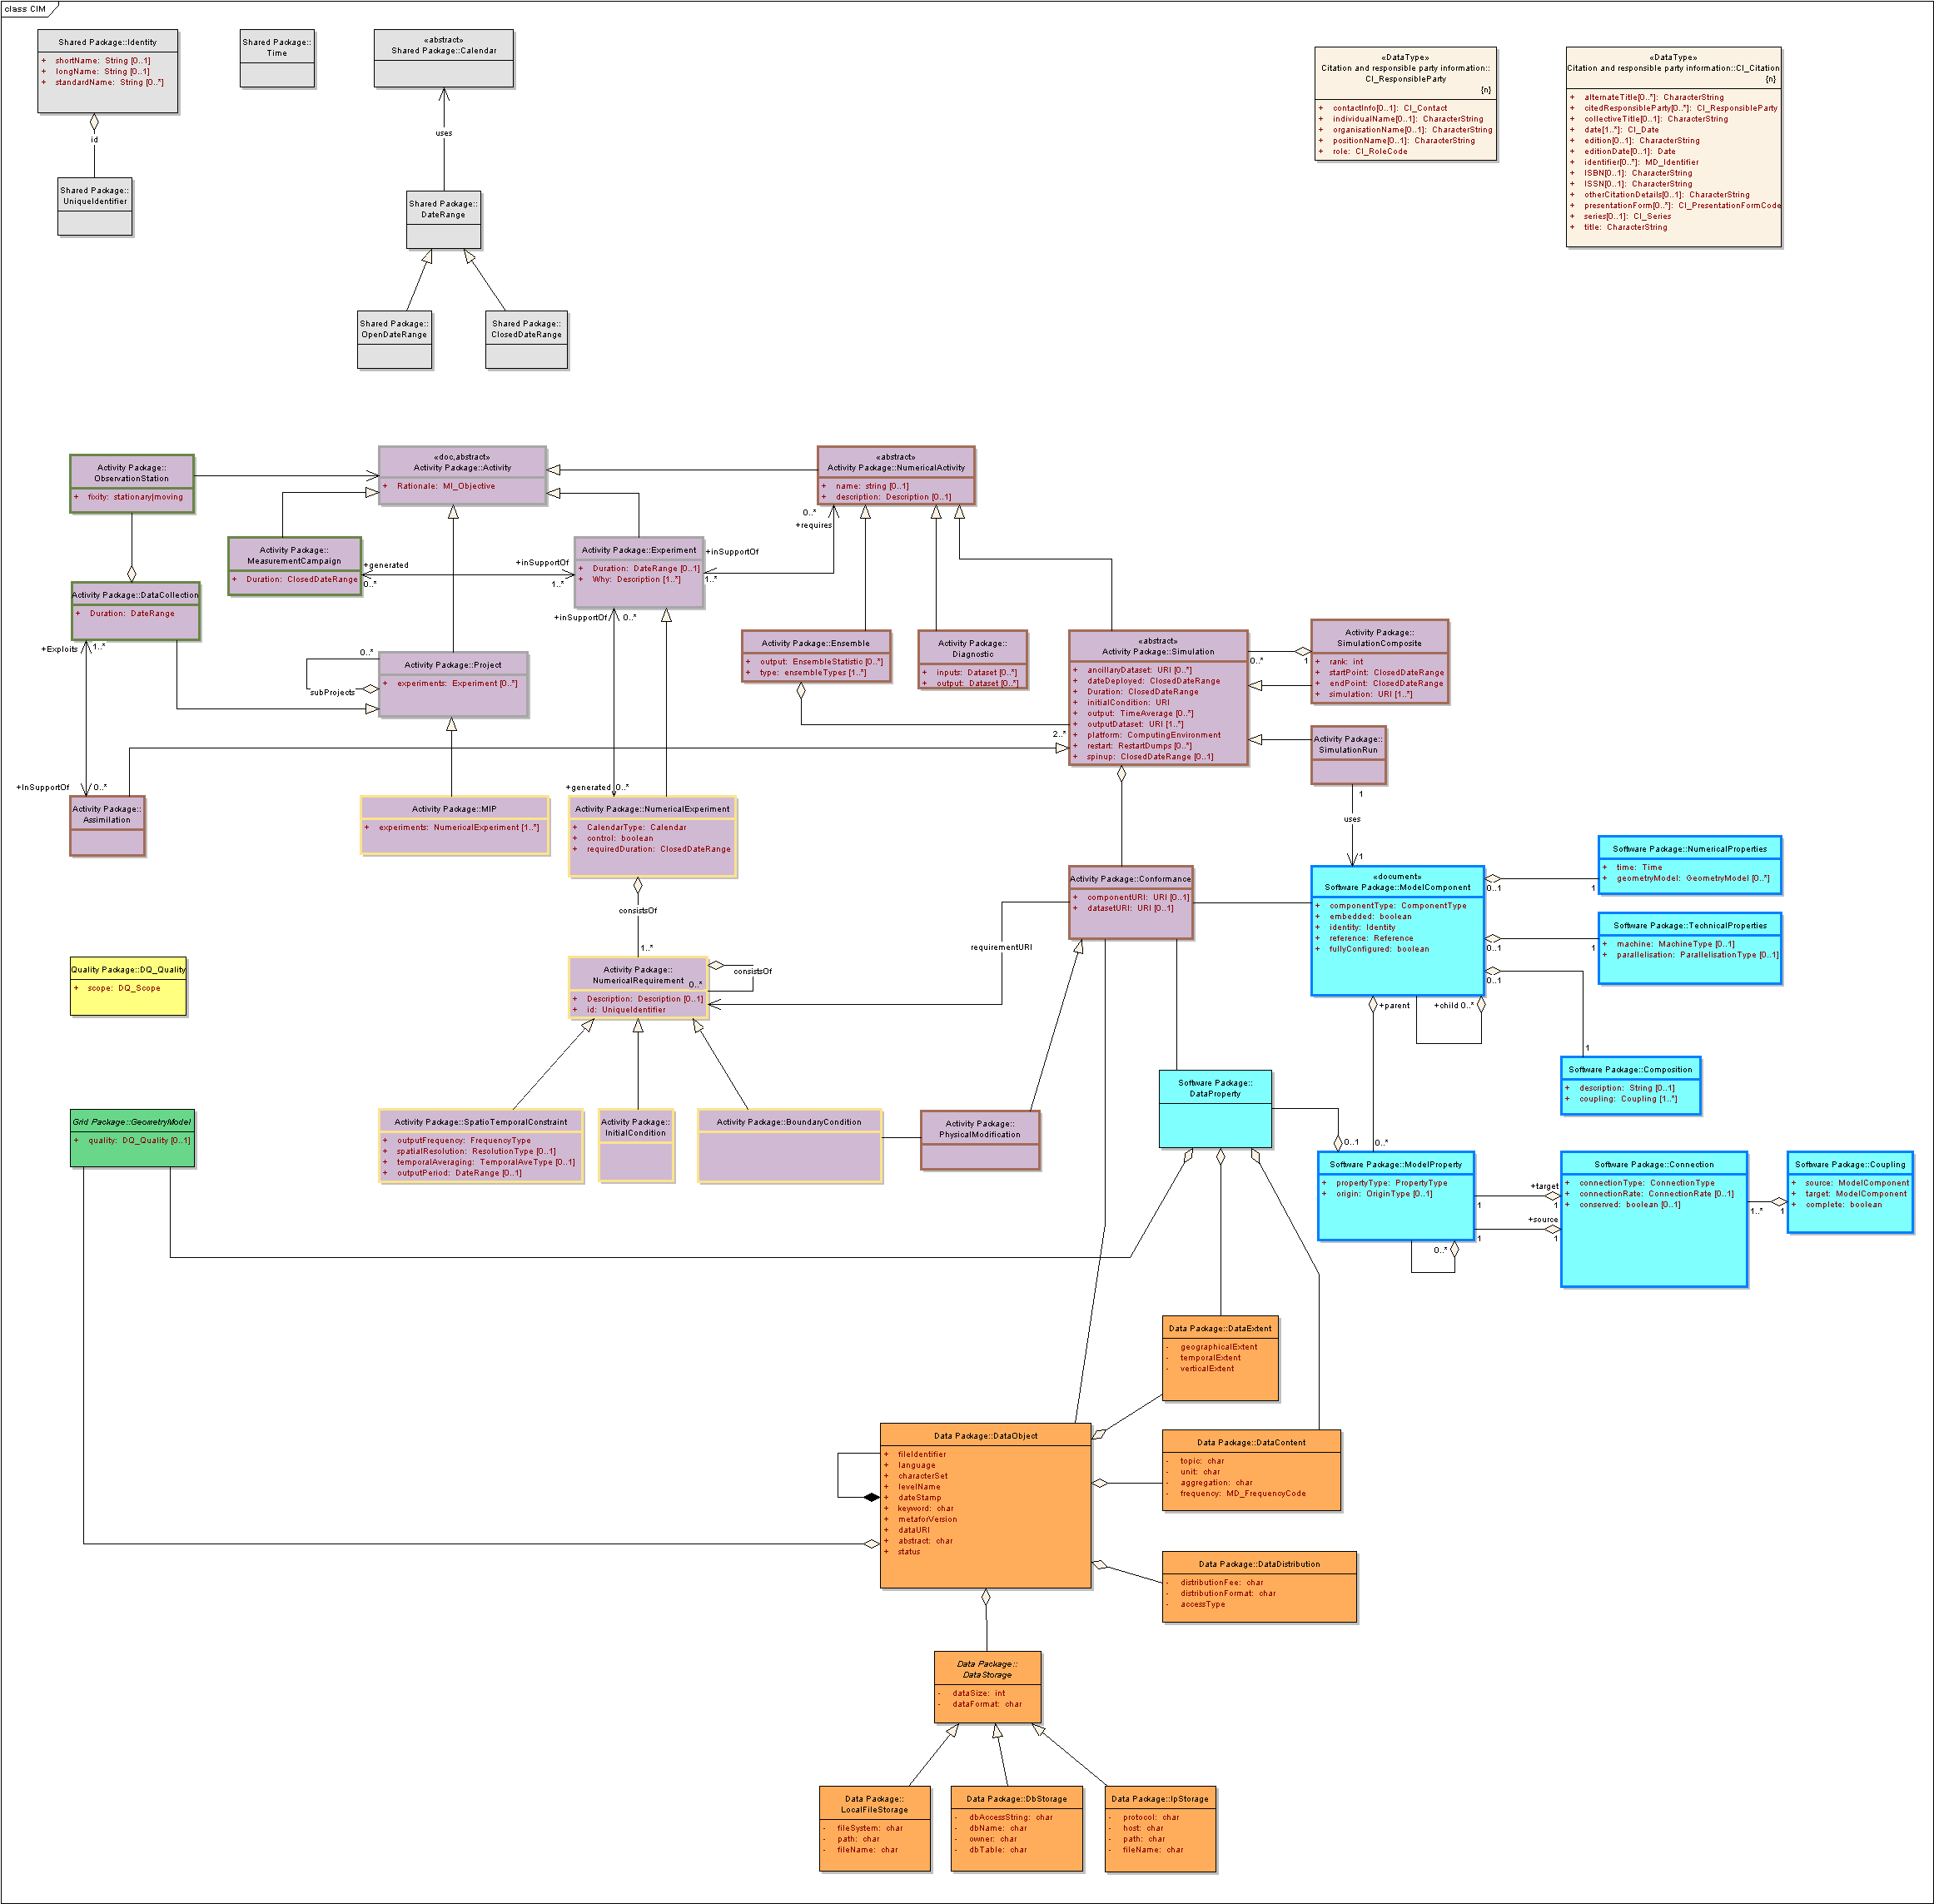 class CIM
Shared Package::Identity
+ shortName: String [0..1]
+ longName: String [0..1]
+ standardName: String [0..*]
id
Shared Package::
UniqueIdentifier
Shared Package::
Time
«abstract»
Shared Package::Calendar
uses
Shared Package::
DateRange
Shared Package::
OpenDateRange
Shared Package::
ClosedDateRange
«DataType»
Citation and responsible party information::
CI_ResponsibleParty
{n}
+ contactInfo[0..1]: CI_Contact
+ individualName[0..1]: CharacterString
+ organisationName[0..1]: CharacterString
+ positionName[0..1]: CharacterString
+ role: CI_RoleCode
«DataType»
Citation and responsible party information::CI_Citation
{n}
+ alternateTitle[0..*]: CharacterString
+ citedResponsibleParty[0..*]: CI_ResponsibleParty
+ collectiveTitle[0..1]: CharacterString
+ date[1..*]: CI_Date
+ edition[0..1]: CharacterString
+ editionDate[0..1]: Date
+ identifier[0..*]: MD_Identifier
+ ISBN[0..1]: CharacterString
+ ISSN[0..1]: CharacterString
+ otherCitationDetails[0..1]: CharacterString
+ presentationForm[0..*]: CI_PresentationFormCode
+ series[0..1]: CI_Series
+ title: CharacterString
Activity Package::
ObservationStation
+ fixity: stationary|moving
«doc,abstract»
Activity Package::Activity
+ Rationale: MI_Objective
«abstract»
Activity Package::NumericalActivity
+ name: string [0..1]
+ description: Description [0..1]
0..*
+requires
Activity Package::
MeasurementCampaign
+ Duration: ClosedDateRange
+generated
0..*
+inSupportOf
1..*
Activity Package::Experiment
+ Duration: DateRange [0..1]
+ Why: Description [1..*]
+inSupportOf
1..*
+inSupportOf
0..*
Activity Package::DataCollection
+ Duration: DateRange
+Exploits
1..*
0..*
subProjects
Activity Package::Project
+ experiments: Experiment [0..*]
Activity Package::Ensemble
+ output: EnsembleStatistic [0..*]
+ type: ensembleTypes [1..*]
Activity Package::
Diagnostic
+ inputs: Dataset [0..*]
+ output: Dataset [0..*]
«abstract»
Activity Package::Simulation
+ ancillaryDataset: URI [0..*]
+ dateDeployed: ClosedDateRange
+ Duration: ClosedDateRange
+ initialCondition: URI
+ output: TimeAverage [0..*]
+ outputDataset: URI [1..*]
+ platform: ComputingEnvironment
+ restart: RestartDumps [0..*]
+ spinup: ClosedDateRange [0..1]
2..*
0..*
1
Activity Package::
SimulationComposite
+ rank: int
+ startPoint: ClosedDateRange
+ endPoint: ClosedDateRange
+ simulation: URI [1..*]
Activity Package::
SimulationRun
1
uses
1
+InSupportOf
0..*
Activity Package::
Assimilation
Activity Package::MIP
+ experiments: NumericalExperiment [1..*]
+generated
0..*
Activity Package::NumericalExperiment
+ CalendarType: Calendar
+ control: boolean
+ requiredDuration: ClosedDateRange
consistsOf
1..*
Activity Package::
NumericalRequirement
+ Description: Description [0..1]
+ id: UniqueIdentifier
consistsOf
0..*
requirementURI
Activity Package::Conformance
+ componentURI: URI [0..1]
+ datasetURI: URI [0..1]
«document»
Software Package::ModelComponent
+ componentType: ComponentType
+ embedded: boolean
+ identity: Identity
+ reference: Reference
+ fullyConfigured: boolean
0..1
1
Software Package::NumericalProperties
+ time: Time
+ geometryModel: GeometryModel [0..*]
0..1
1
Software Package::TechnicalProperties
+ machine: MachineType [0..1]
+ parallelisation: ParallelisationType [0..1]
0..1
1
+parent
+child 0..*
Software Package::Composition
+ description: String [0..1]
+ coupling: Coupling [1..*]
Quality Package::DQ_Quality
+ scope: DQ_Scope
Grid Package::GeometryModel
+ quality: DQ_Quality [0..1]
Activity Package::SpatioTemporalConstraint
+ outputFrequency: FrequencyType
+ spatialResolution: ResolutionType [0..1]
+ temporalAveraging: TemporalAveType [0..1]
+ outputPeriod: DateRange [0..1]
Activity Package::
InitialCondition
Activity Package::BoundaryCondition
Activity Package::
PhysicalModification
Software Package::
DataProperty
0..1
0..*
Software Package::ModelProperty
+ propertyType: PropertyType
+ origin: OriginType [0..1]
0..*
+target
1
1
+source
1
1
Software Package::Connection
+ connectionType: ConnectionType
+ connectionRate: ConnectionRate [0..1]
+ conserved: boolean [0..1]
1..*
1
Software Package::Coupling
+ source: ModelComponent
+ target: ModelComponent
+ complete: boolean
Data Package::DataExtent
- geographicalExtent
- temporalExtent
- verticalExtent
Data Package::DataObject
+ fileIdentifier
+ language
+ characterSet
+ levelName
+ dateStamp
+ keyword: char
+ metaforVersion
+ dataURI
+ abstract: char
+ status
Data Package::DataContent
- topic: char
- unit: char
- aggregation: char
- frequency: MD_FrequencyCode
Data Package::DataDistribution
- distributionFee: char
- distributionFormat: char
- accessType
Data Package::
DataStorage
- dataSize: int
- dataFormat: char
Data Package::
LocalFileStorage
- fileSystem: char
- path: char
- fileName: char
Data Package::DbStorage
- dbAccessString: char
- dbName: char
- owner: char
- dbTable: char
Data Package::IpStorage
- protocol: char
- host: char
- path: char
- fileName: char